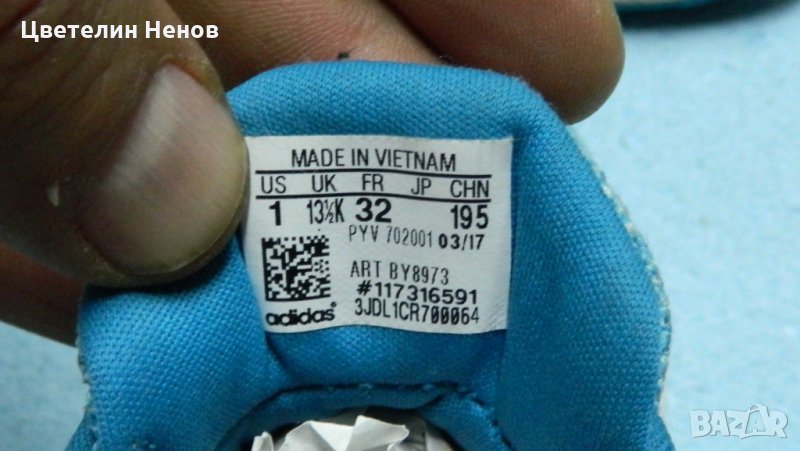 Цветелин Ненов
MADE IN VIETNAM
US UK FR JP CHN
1 13½K 32 195
PYV 702001 03/17
ART BY8973
#117316591
adidas® 3JDL1CR700064
BAZAR